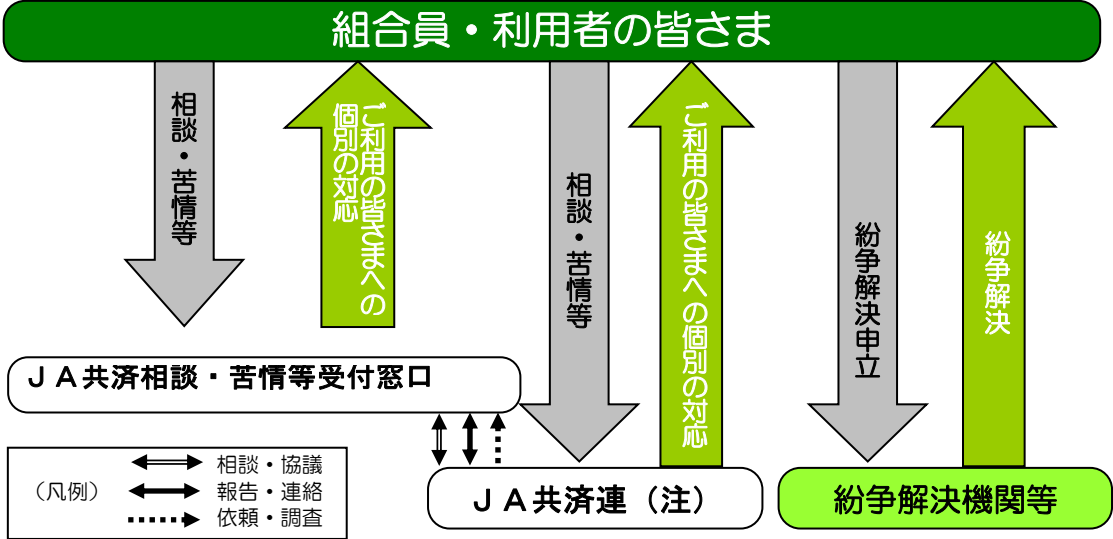 組合員・利用者の皆さま
相談・苦情等
ご利用の皆さまへの
個別の対応
相談・苦情等
ご利用の皆さまへの個別の対応
紛争解決申立
紛争解決
ＪＡ共済相談・苦情等受付窓口
ＪＡ共済連（注）
紛争解決機関等
（凡例）
相談・協議
報告・連絡
依頼・調査